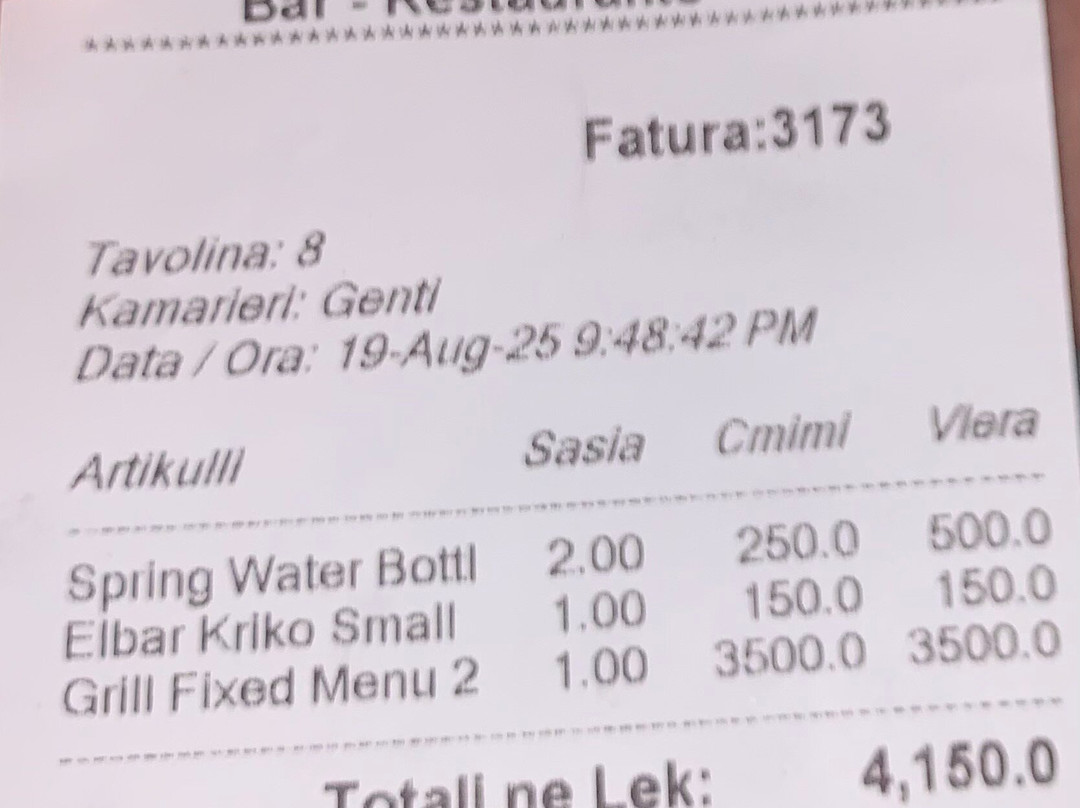 Bar - Restaurante
****************************************************
Fatura:3173
Tavolina: 8
Kamarieri: Genti
Data / Ora: 19-Aug-25 9:48:42 PM
Artikulli Sasia Cmimi Vlera
Spring Water Bottl 2.00 250.0 500.0
Elbar Kriko Small 1.00 150.0 150.0
Grill Fixed Menu 2 1.00 3500.0 3500.0
Totali ne Lek: 4,150.0